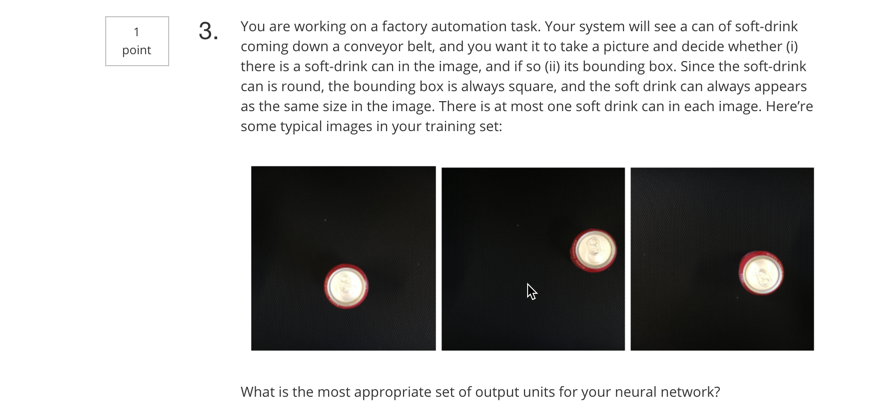 1
point
3.
You are working on a factory automation task. Your system will see a can of soft-drink
coming down a conveyor belt, and you want it to take a picture and decide whether (i)
there is a soft-drink can in the image, and if so (ii) its bounding box. Since the soft-drink
can is round, the bounding box is always square, and the soft drink can always appears
as the same size in the image. There is at most one soft drink can in each image. Here’re
some typical images in your training set:
What is the most appropriate set of output units for your neural network?